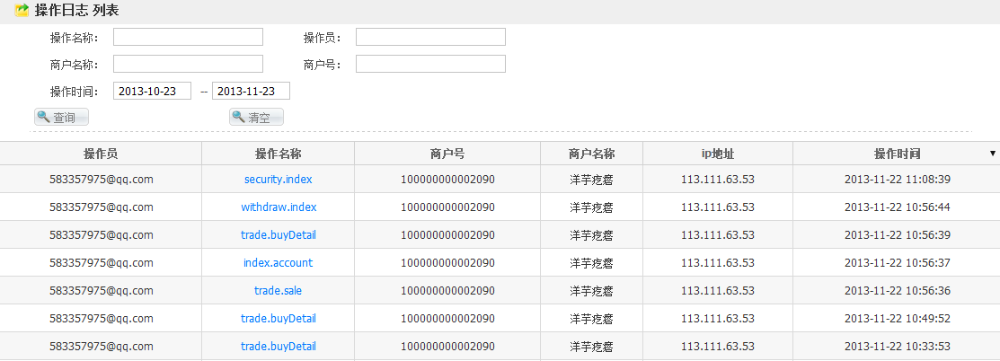 操作日志 列表
操作名称： 操作员：
商户名称： 商户号：
操作时间： 2013-10-23 -- 2013-11-23
查询 清空
操作员 操作名称 商户号 商户名称 ip地址 操作时间
583357975@qq.com security.index 100000000002090 洋芋疙瘩 113.111.63.53 2013-11-22 11:08:39
583357975@qq.com withdraw.index 100000000002090 洋芋疙瘩 113.111.63.53 2013-11-22 10:56:44
583357975@qq.com trade.buyDetail 100000000002090 洋芋疙瘩 113.111.63.53 2013-11-22 10:56:39
583357975@qq.com index.account 100000000002090 洋芋疙瘩 113.111.63.53 2013-11-22 10:56:37
583357975@qq.com trade.sale 100000000002090 洋芋疙瘩 113.111.63.53 2013-11-22 10:56:36
583357975@qq.com trade.buyDetail 100000000002090 洋芋疙瘩 113.111.63.53 2013-11-22 10:49:52
583357975@qq.com trade.buyDetail 100000000002090 洋芋疙瘩 113.111.63.53 2013-11-22 10:33:53